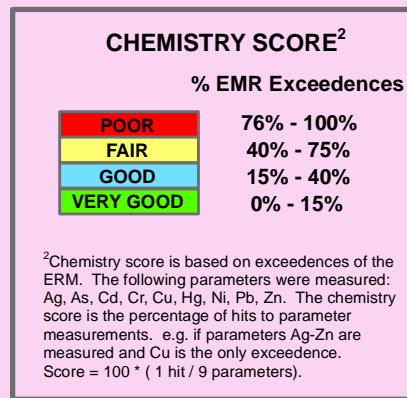 CHEMISTRY SCORE2
% EMR Exceedences
POOR 76% - 100%
FAIR 40% - 75%
GOOD 15% - 40%
VERY GOOD 0% - 15%
2Chemistry score is based on exceedences of the
ERM. The following parameters were measured:
Ag, As, Cd, Cr, Cu, Hg, Ni, Pb, Zn. The chemistry
score is the percentage of hits to parameter
measurements. e.g. if parameters Ag-Zn are
measured and Cu is the only exceedence.
Score = 100 * ( 1 hit / 9 parameters).